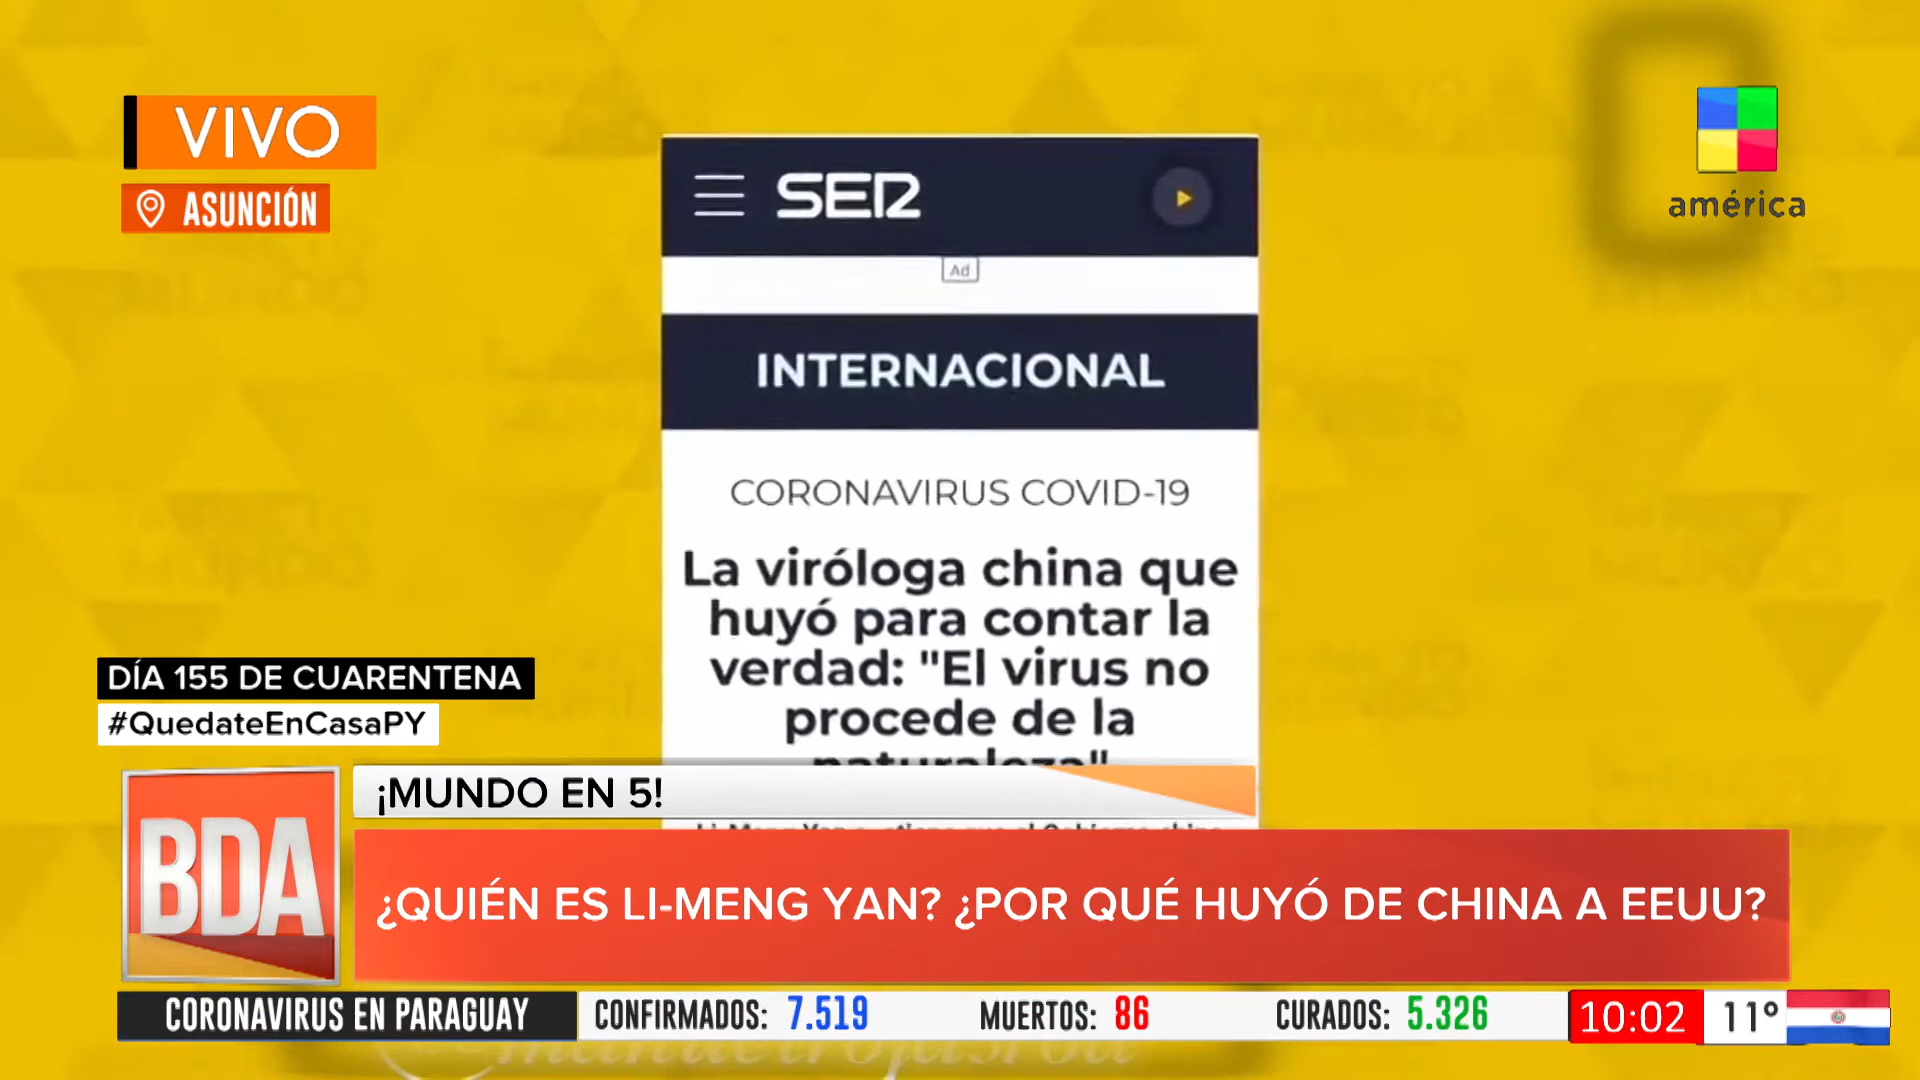 VIVO
ASUNCIÓN
américa
SER
Ad
INTERNACIONAL
CORONAVIRUS COVID-19
La viróloga china que
huyó para contar la
verdad: "El virus no
procede de la
naturaleza"
DÍA 155 DE CUARENTENA
#QuedateEnCasaPY
BDA
¡MUNDO EN 5!
¿QUIÉN ES LI-MENG YAN? ¿POR QUÉ HUYÓ DE CHINA A EEUU?
CORONAVIRUS EN PARAGUAY
CONFIRMADOS: 7.519 MUERTOS: 86 CURADOS: 5.326
10:02 11º